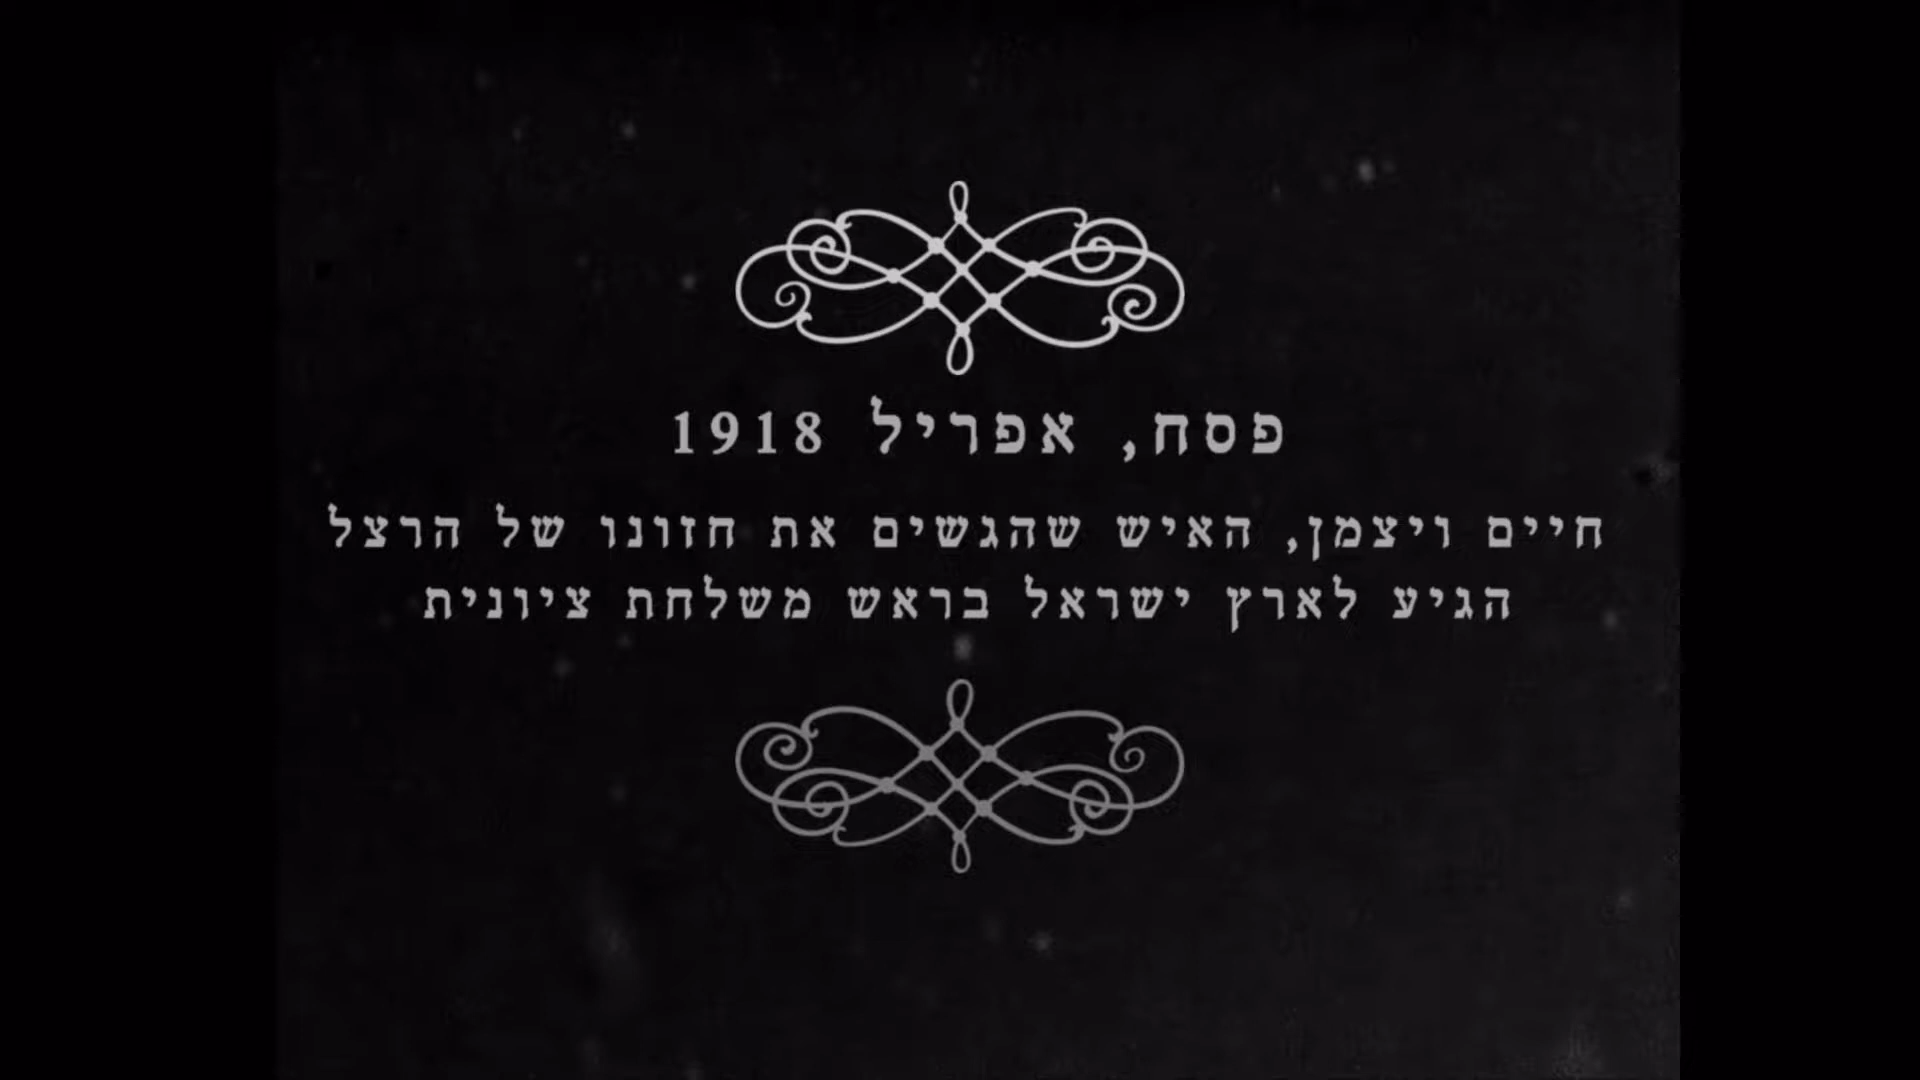 פסח, אפריל 1918
חיים ויצמן, האיש שהגשים את חזונו של הרצל
הגיע לארץ ישראל בראש משלחת ציונית